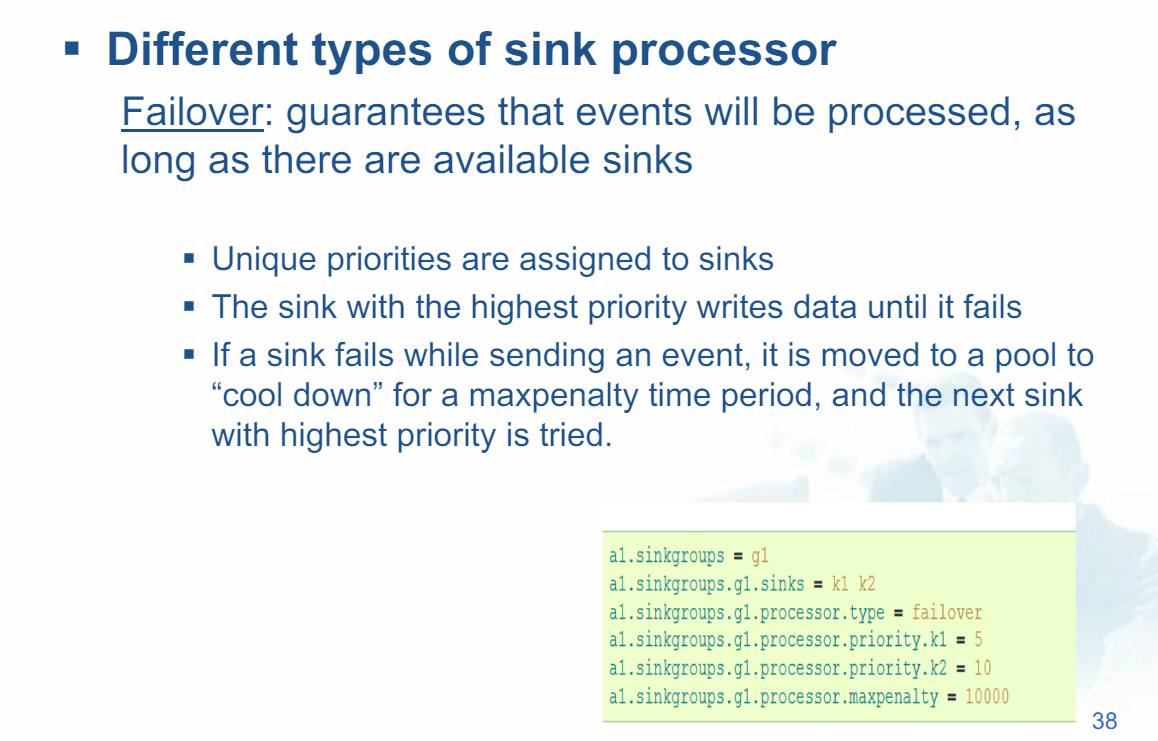 ▪ Different types of sink processor
Failover: guarantees that events will be processed, as
long as there are available sinks
▪ Unique priorities are assigned to sinks
▪ The sink with the highest priority writes data until it fails
▪ If a sink fails while sending an event, it is moved to a pool to
“cool down” for a maxpenalty time period, and the next sink
with highest priority is tried.
a1.sinkgroups = g1
a1.sinkgroups.g1.sinks = k1 k2
a1.sinkgroups.g1.processor.type = failover
a1.sinkgroups.g1.processor.priority.k1 = 5
a1.sinkgroups.g1.processor.priority.k2 = 10
a1.sinkgroups.g1.processor.maxpenalty = 10000
38